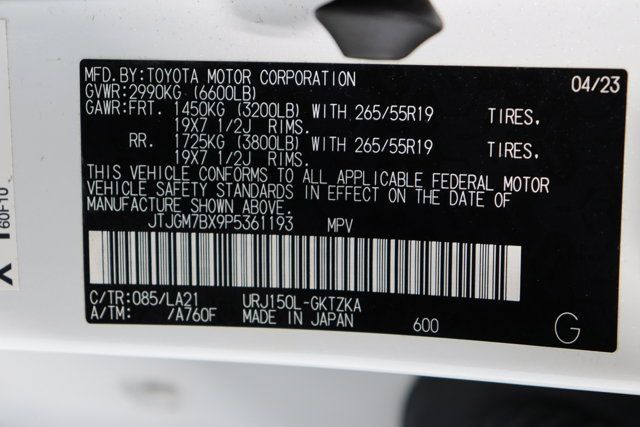 MFD. BY: TOYOTA MOTOR CORPORATION 04/23
GVWR: 2990KG (6600LB)
GAWR: FRT. 1450KG (3200LB) WITH 265/55R19 TIRES,
19X7 1/2J RIMS.
RR. 1725KG (3800LB) WITH 265/55R19 TIRES,
19X7 1/2J RIMS.
THIS VEHICLE CONFORMS TO ALL APPLICABLE FEDERAL MOTOR
VEHICLE SAFETY STANDARDS IN EFFECT ON THE DATE OF
MANUFACTURE SHOWN ABOVE.
JTJGM7BX9P5361193 MPV
C/TR: 085/LA21 URJ150L-GKTZKA
A/TM: /A760F MADE IN JAPAN 600
G
60F10